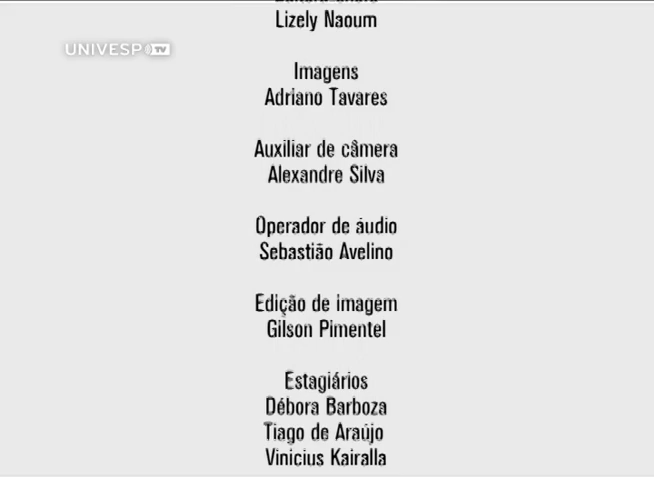 Lizely Naoum
UNIVESP TV
Imagens
Adriano Tavares
Auxiliar de câmera
Alexandre Silva
Operador de áudio
Sebastião Avelino
Edição de imagem
Gilson Pimentel
Estagiários
Débora Barboza
Tiago de Araújo
Vinicius Kairalla